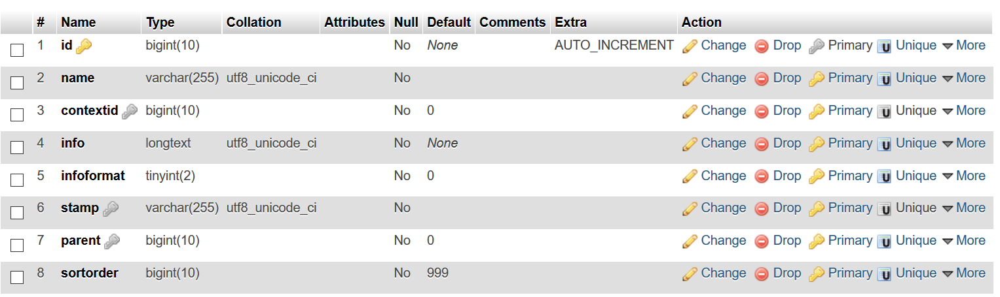 # Name Type Collation Attributes Null Default Comments Extra Action
1 id bigint(10) No None AUTO_INCREMENT Change Drop Primary Unique More
2 name varchar(255) utf8_unicode_ci No Change Drop Primary Unique More
3 contextid bigint(10) No 0 Change Drop Primary Unique More
4 info longtext utf8_unicode_ci No None Change Drop Primary Unique More
5 infoformat tinyint(2) No 0 Change Drop Primary Unique More
6 stamp varchar(255) utf8_unicode_ci No Change Drop Primary Unique More
7 parent bigint(10) No 0 Change Drop Primary Unique More
8 sortorder bigint(10) No 999 Change Drop Primary Unique More